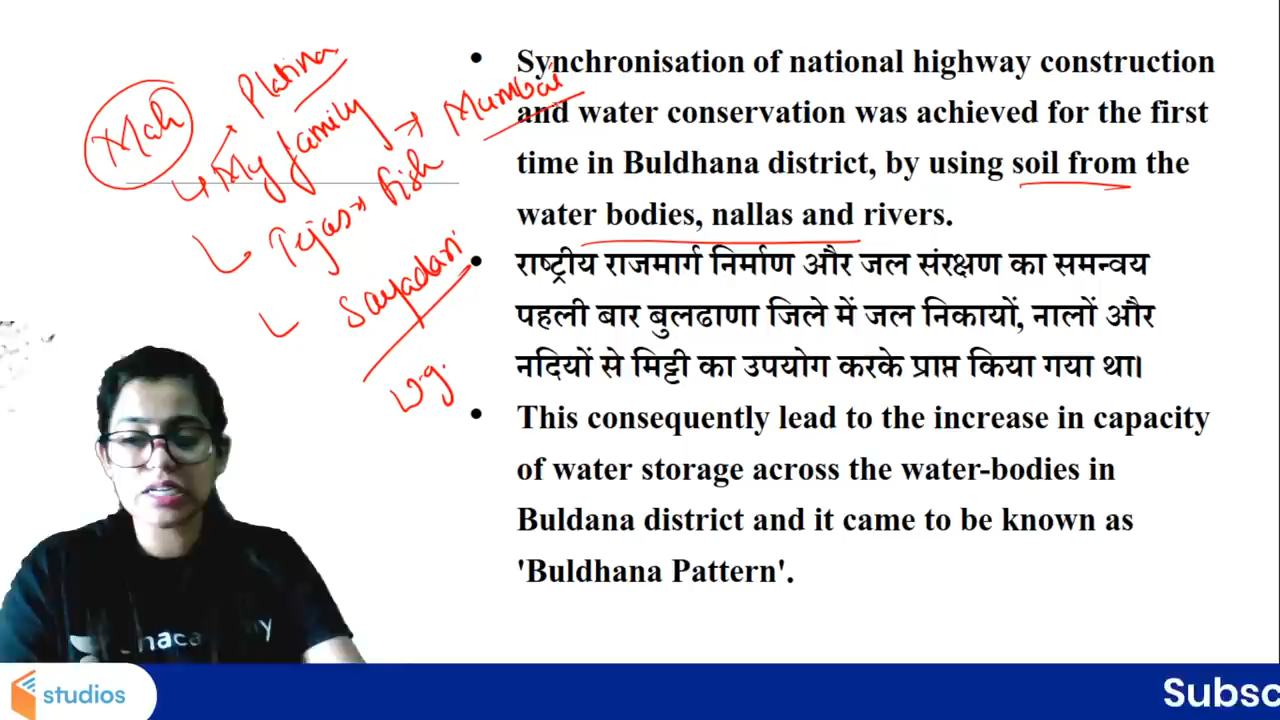 Synchronisation of national highway construction
and water conservation was achieved for the first
time in Buldhana district, by using soil from the
water bodies, nallas and rivers.
राष्ट्रीय राजमार्ग निर्माण और जल संरक्षण का समन्वय
पहली बार बुलढाणा जिले में जल निकायों, नालों और
नदियों से मिट्टी का उपयोग करके प्राप्त किया गया था।
This consequently lead to the increase in capacity
of water storage across the water-bodies in
Buldana district and it came to be known as
'Buldhana Pattern'.
Mah
Platina
My family
Tejas → fish → Mumbai
Sayadari
w.g.
studios
Subsc